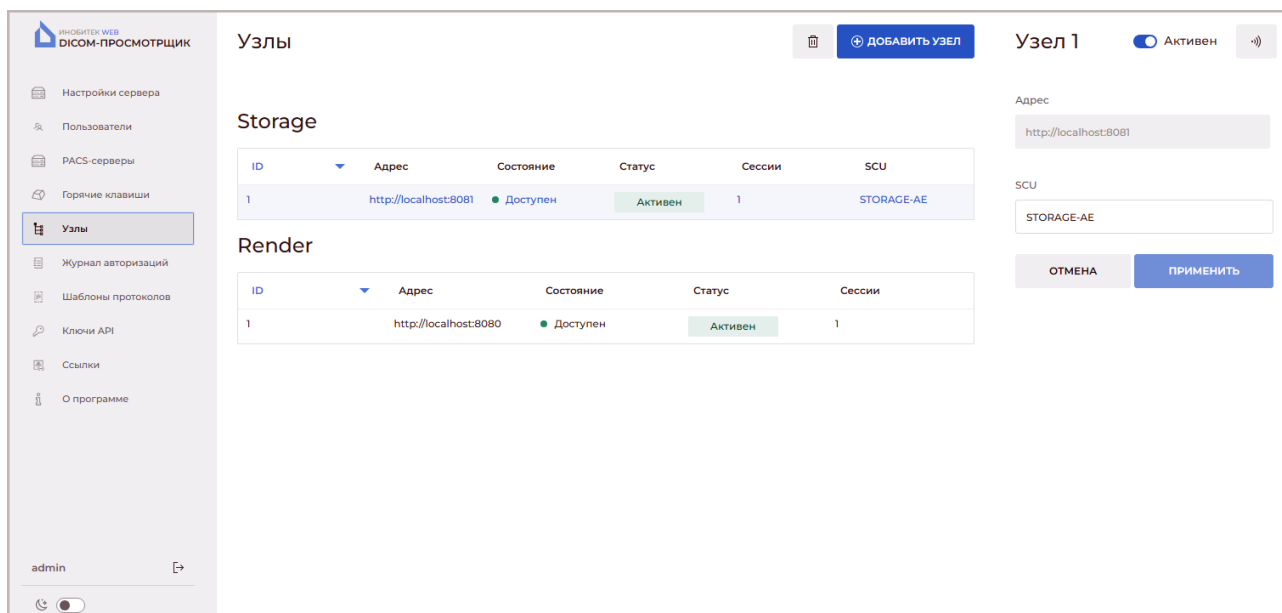 ИНОБИТЕК WEB
DICOM-ПРОСМОТРЩИК
Настройки сервера
Пользователи
PACS-серверы
Горячие клавиши
Узлы
Журнал авторизаций
Шаблоны протоколов
Ключи API
Ссылки
О программе
admin
Узлы
ДОБАВИТЬ УЗЕЛ
Storage
ID Адрес Состояние Статус Сессии SCU
1 http://localhost:8081 Доступен Активен 1 STORAGE-AE
Render
ID Адрес Состояние Статус Сессии
1 http://localhost:8080 Доступен Активен 1
Узел 1 Активен
Адрес
http://localhost:8081
SCU
STORAGE-AE
ОТМЕНА ПРИМЕНИТЬ